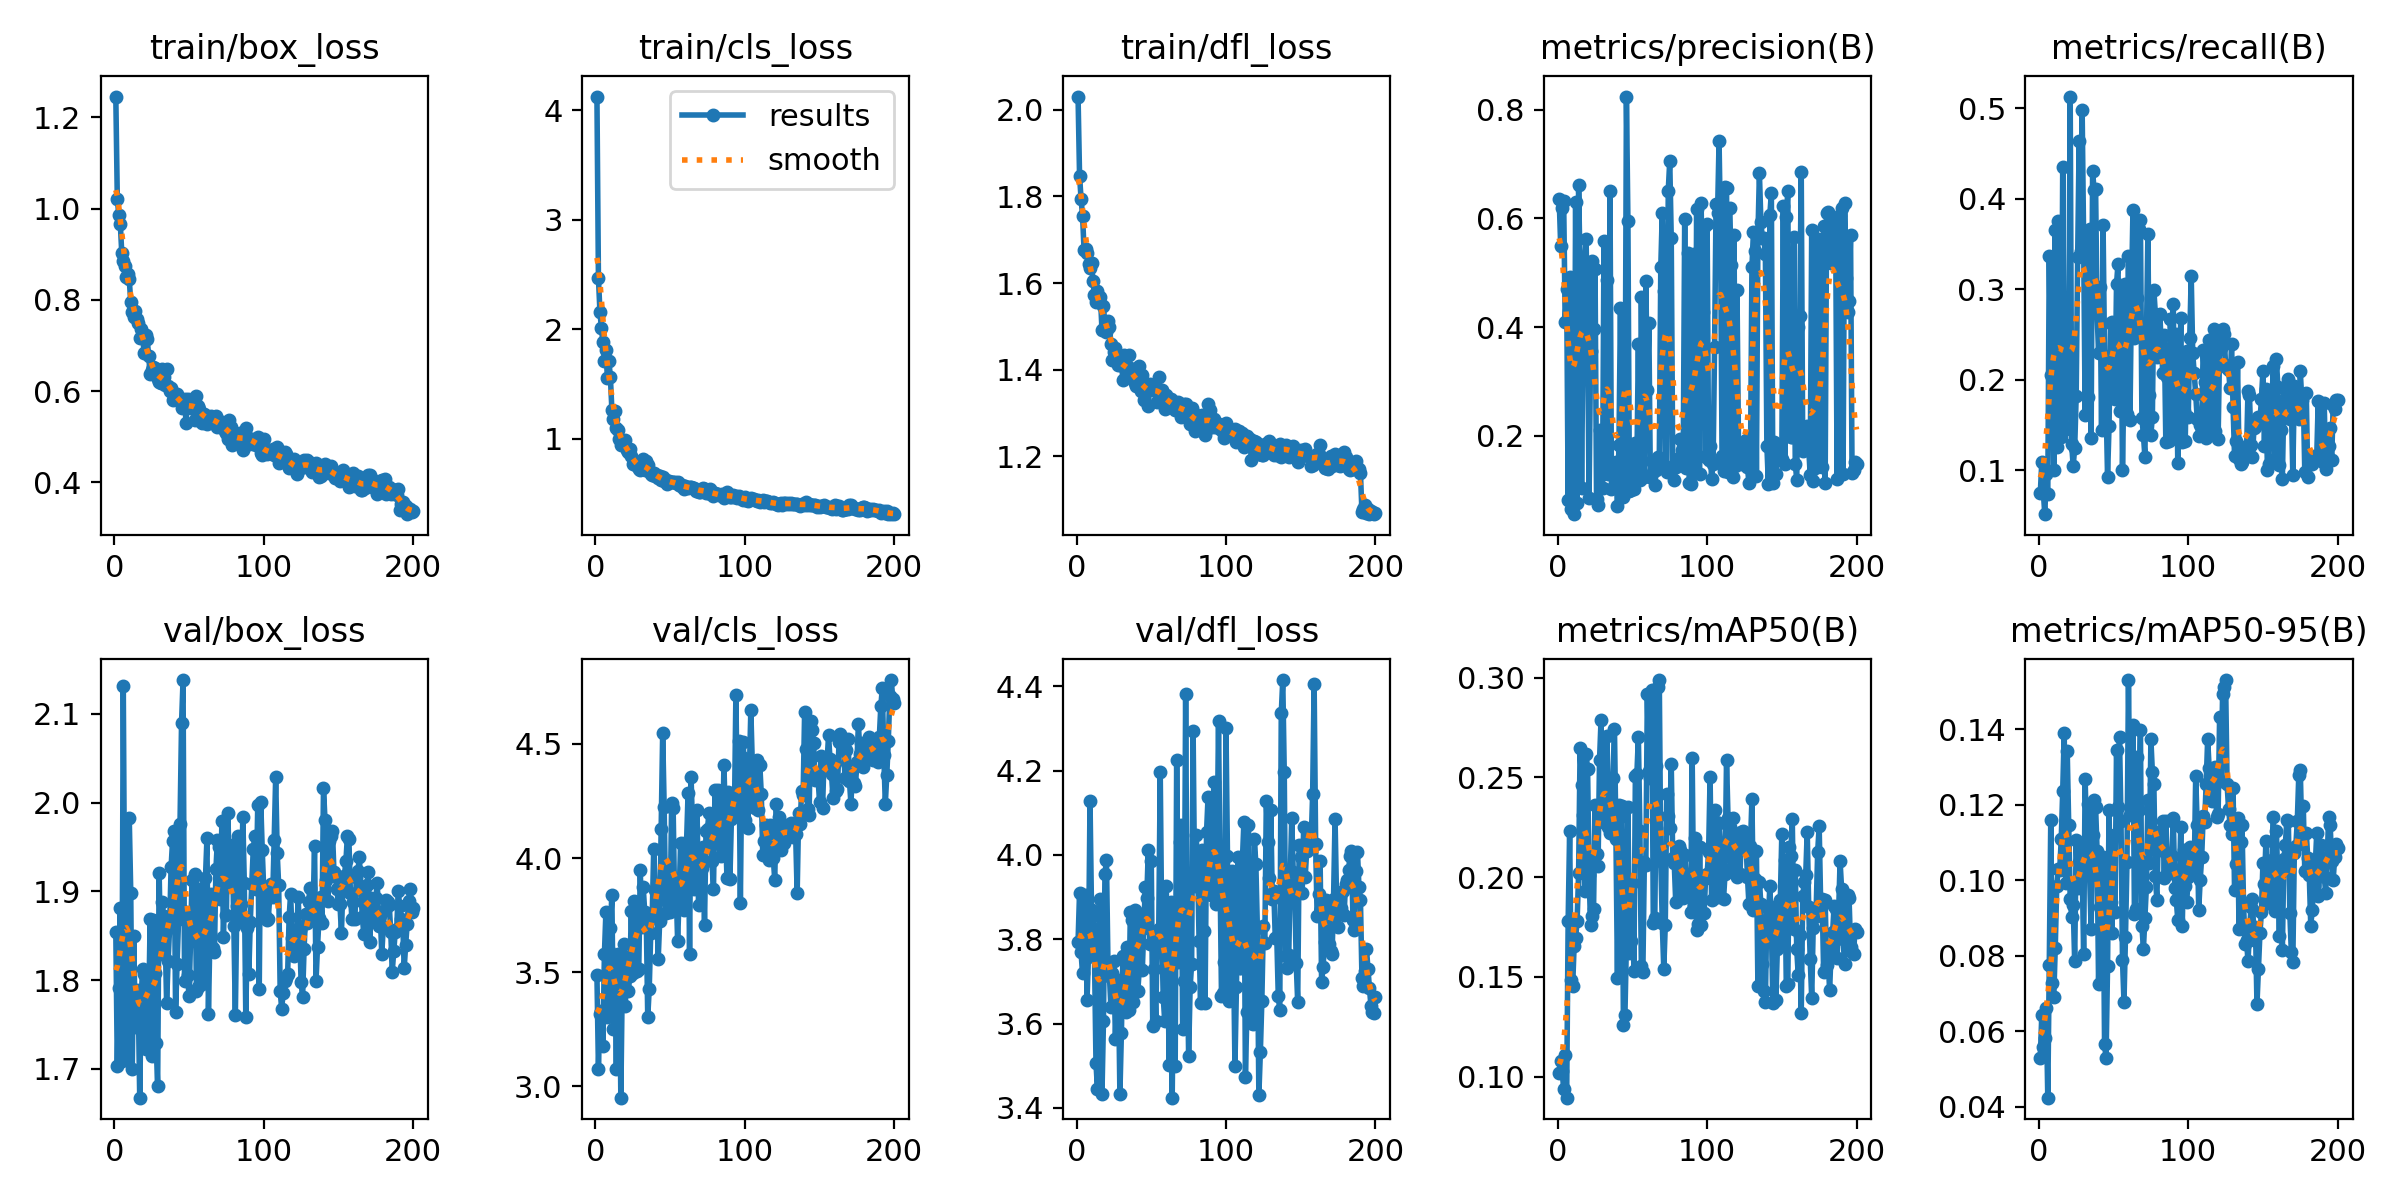 train/box_loss
1.2
1.0
0.8
0.6
0.4
0 100 200
train/cls_loss
results
smooth
4
3
2
1
0 100 200
train/dfl_loss
2.0
1.8
1.6
1.4
1.2
0 100 200
metrics/precision(B)
0.8
0.6
0.4
0.2
0 100 200
metrics/recall(B)
0.5
0.4
0.3
0.2
0.1
0 100 200
val/box_loss
2.1
2.0
1.9
1.8
1.7
0 100 200
val/cls_loss
4.5
4.0
3.5
3.0
0 100 200
val/dfl_loss
4.4
4.2
4.0
3.8
3.6
3.4
0 100 200
metrics/mAP50(B)
0.30
0.25
0.20
0.15
0.10
0 100 200
metrics/mAP50-95(B)
0.14
0.12
0.10
0.08
0.06
0.04
0 100 200